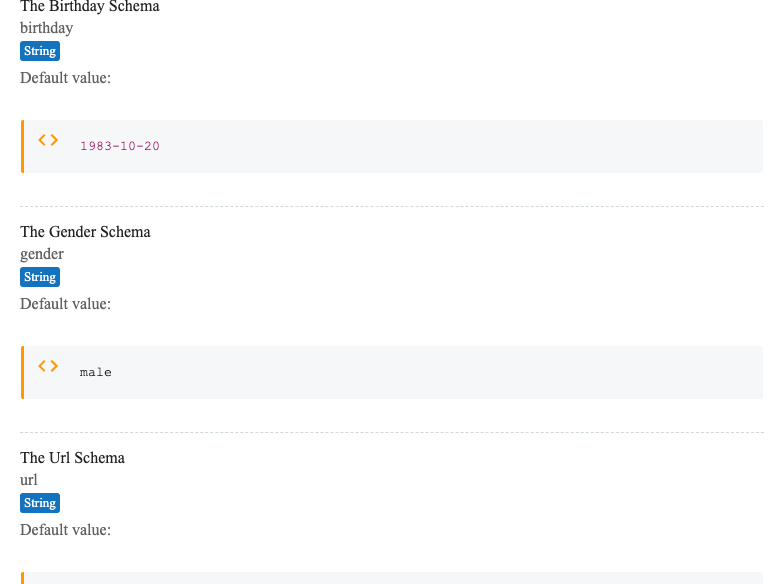 The Birthday Schema
birthday
String
Default value:
1983-10-20
The Gender Schema
gender
String
Default value:
male
The Url Schema
url
String
Default value: